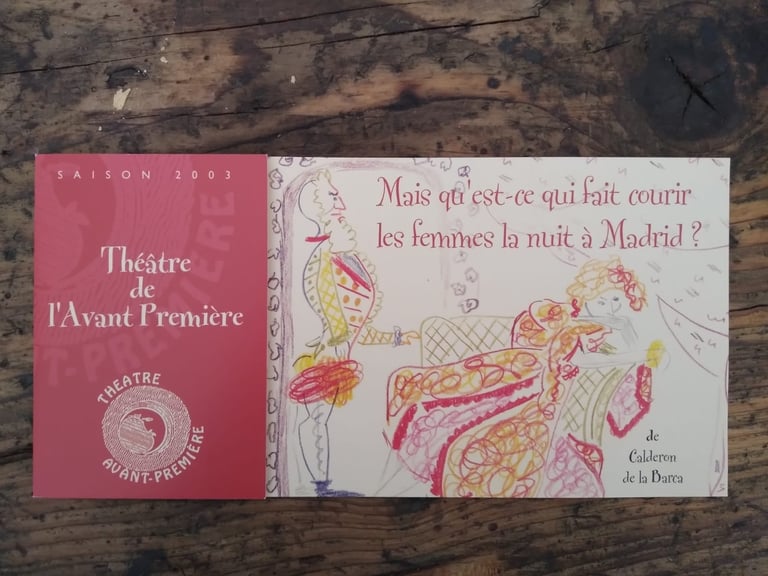 SAISON 2003
Théâtre
de
l'Avant Première
THEATRE
AVANT-PREMIÈRE
Mais qu'est-ce qui fait courir
les femmes la nuit à Madrid ?
de
Calderon
de la Barca